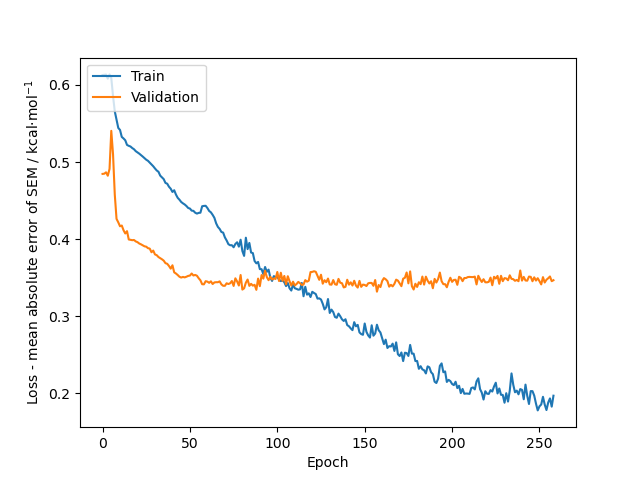 Train
Validation
0.6
0.5
0.4
0.3
0.2
Loss - mean absolute error of SEM / kcal·mol⁻¹
0
50
100
150
200
250
Epoch